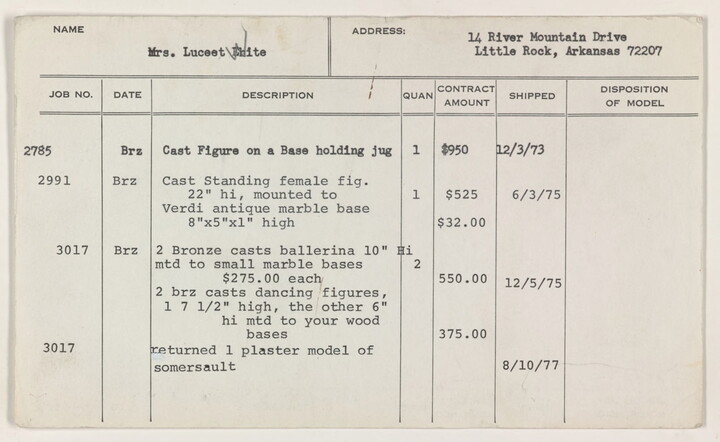 NAME
Mrs. Luceet White
ADDRESS:
14 River Mountain Drive
Little Rock, Arkansas 72207
JOB NO. DATE DESCRIPTION QUAN CONTRACT AMOUNT SHIPPED DISPOSITION OF MODEL
2785 Brz Cast Figure on a Base holding jug 1 $950 12/3/73
2991 Brz Cast Standing female fig.
22" hi, mounted to 1 $525 6/3/75
Verdi antique marble base
8"x5"x1" high $32.00
3017 Brz 2 Bronze casts ballerina 10" Hi
mtd to small marble bases 2
$275.00 each 550.00 12/5/75
2 brz casts dancing figures,
1 7 1/2" high, the other 6"
hi mtd to your wood
bases 375.00
3017 returned 1 plaster model of
somersault 8/10/77